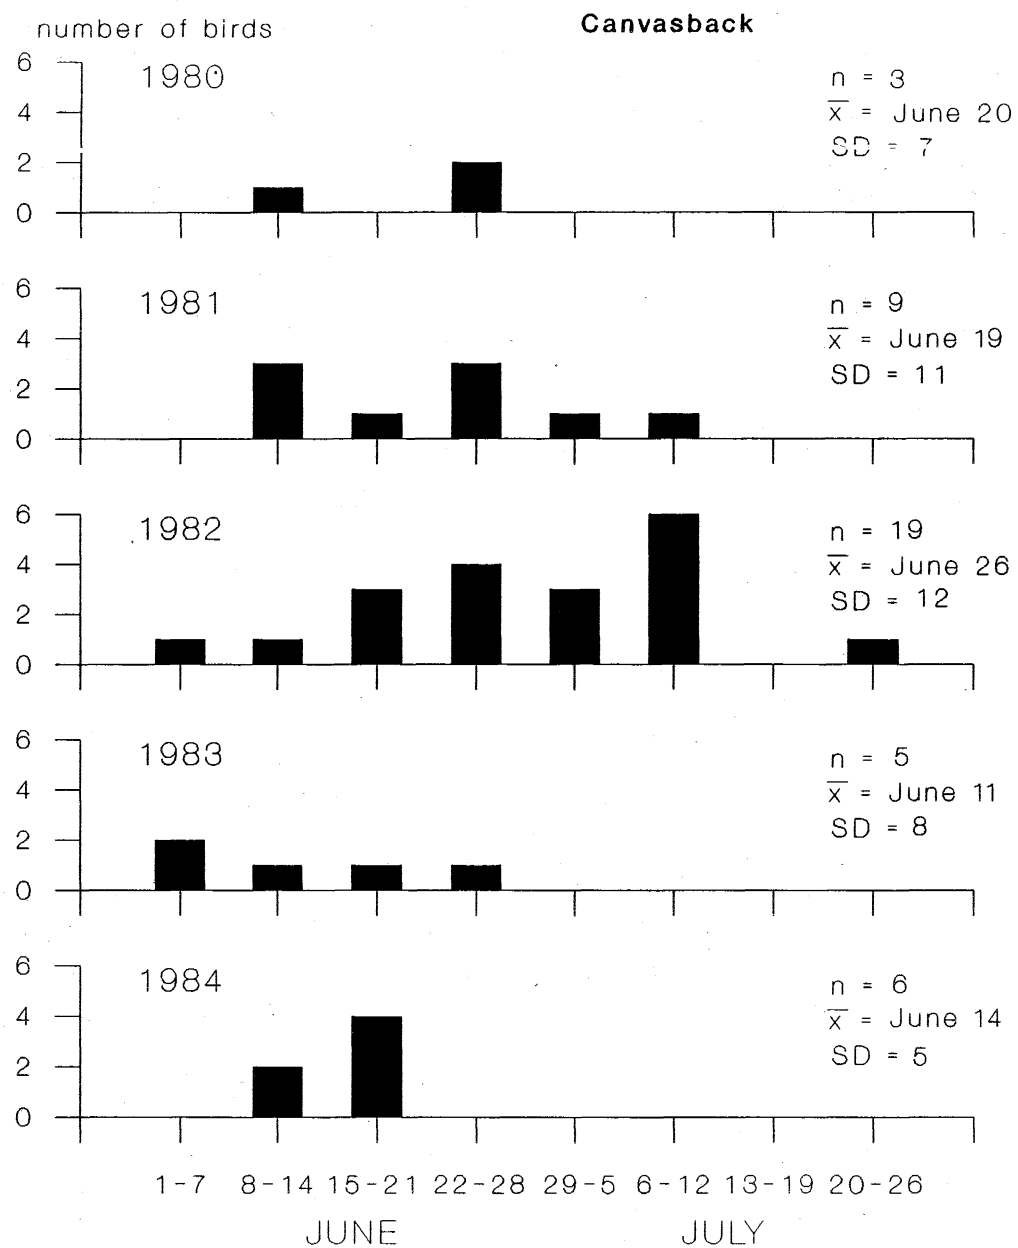 number of birds
Canvasback
6
4
2
0
1980
n = 3
x̅ = June 20
SD = 7
6
4
2
0
1981
n = 9
x̅ = June 19
SD = 11
6
4
2
0
1982
n = 19
x̅ = June 26
SD = 12
6
4
2
0
1983
n = 5
x̅ = June 11
SD = 8
6
4
2
0
1984
n = 6
x̅ = June 14
SD = 5
1-7 8-14 15-21 22-28 29-5 6-12 13-19 20-26
JUNE JULY